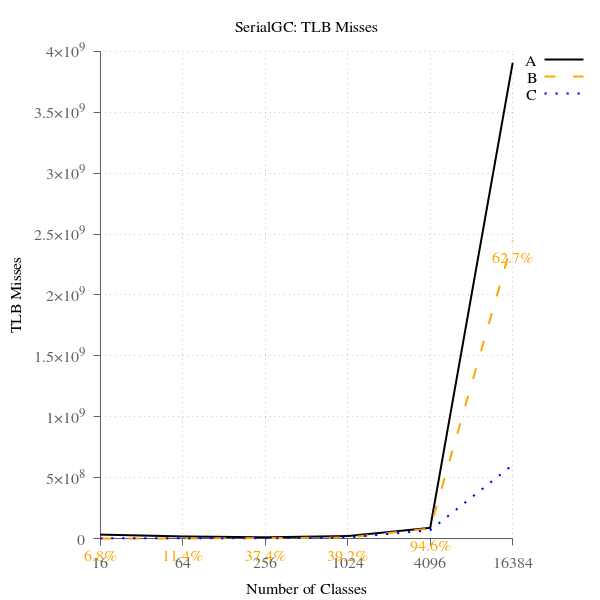 SerialGC: TLB Misses
4×10⁹
3.5×10⁹
3×10⁹
2.5×10⁹
2×10⁹
1.5×10⁹
1×10⁹
5×10⁸
0
TLB Misses
A
B
C
62.7%
6.8% 11.4% 37.4% 39.2% 94.6%
16 64 256 1024 4096 16384
Number of Classes